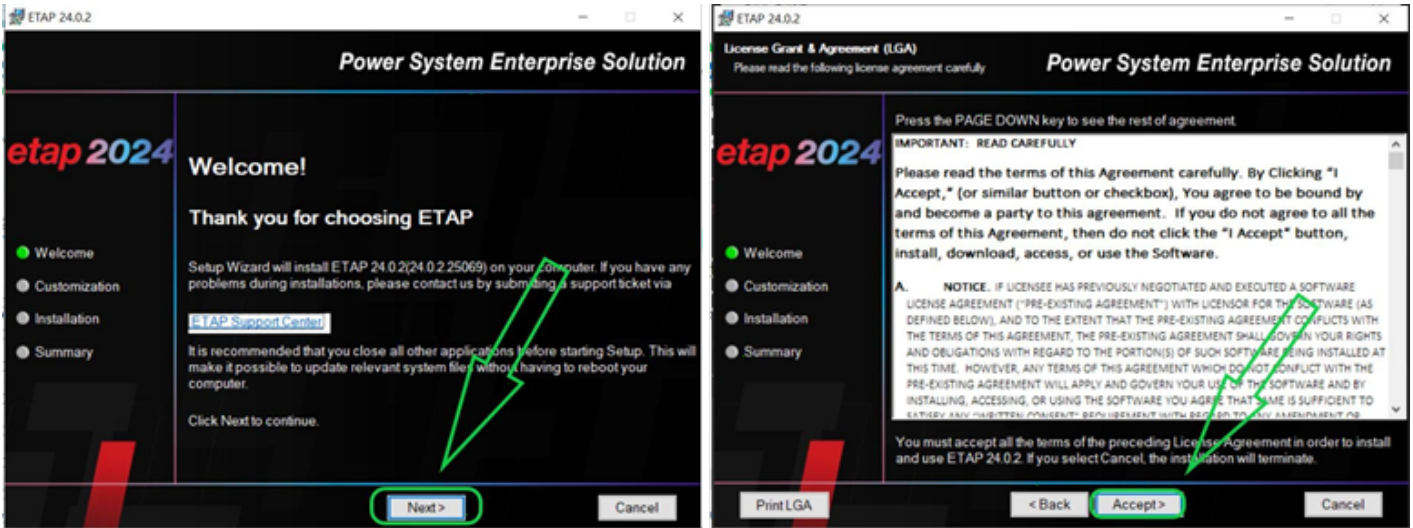 ETAP 24.0.2
Power System Enterprise Solution
etap 2024
Welcome!
Thank you for choosing ETAP
Welcome
Customization
Installation
Summary
Setup Wizard will install ETAP 24.0.2(24.0.2.25069) on your computer. If you have any
problems during installations, please contact us by submitting a support ticket via
ETAP Support Center
It is recommended that you close all other applications before starting Setup. This will
make it possible to update relevant system files without having to reboot your
computer.
Click Next to continue.
Next >
Cancel
ETAP 24.0.2
License Grant & Agreement (LGA)
Please read the following license agreement carefully
Power System Enterprise Solution
etap 2024
Welcome
Customization
Installation
Summary
Press the PAGE DOWN key to see the rest of agreement.
IMPORTANT: READ CAREFULLY
Please read the terms of this Agreement carefully. By Clicking "I
Accept," (or similar button or checkbox), You agree to be bound by
and become a party to this agreement. If you do not agree to all the
terms of this Agreement, then do not click the "I Accept" button,
install, download, access, or use the Software.
A. NOTICE. IF LICENSEE HAS PREVIOUSLY NEGOTIATED AND EXECUTED A SOFTWARE
LICENSE AGREEMENT ("PRE-EXISTING AGREEMENT") WITH LICENSOR FOR THE SOFTWARE (AS
DEFINED BELOW), AND TO THE EXTENT THAT THE PRE-EXISTING AGREEMENT CONFLICTS WITH
THE TERMS OF THIS AGREEMENT, THE PRE-EXISTING AGREEMENT SHALL GOVERN YOUR RIGHTS
AND OBLIGATIONS WITH REGARD TO THE PORTION(S) OF SUCH SOFTWARE BEING INSTALLED AT
THIS TIME. HOWEVER, ANY TERMS OF THIS AGREEMENT WHICH DO NOT CONFLICT WITH THE
PRE-EXISTING AGREEMENT WILL APPLY AND GOVERN YOUR USE OF THE SOFTWARE AND BY
INSTALLING, ACCESSING, OR USING THE SOFTWARE YOU AGREE THAT SAME IS SUFFICIENT TO
SATISFY ANY "WRITTEN CONSENT" REQUIREMENT WITH REGARD TO ANY AMENDMENT OR
You must accept all the terms of the preceding License Agreement in order to install
and use ETAP 24.0.2. If you select Cancel, the installation will terminate.
Print LGA
< Back
Accept >
Cancel